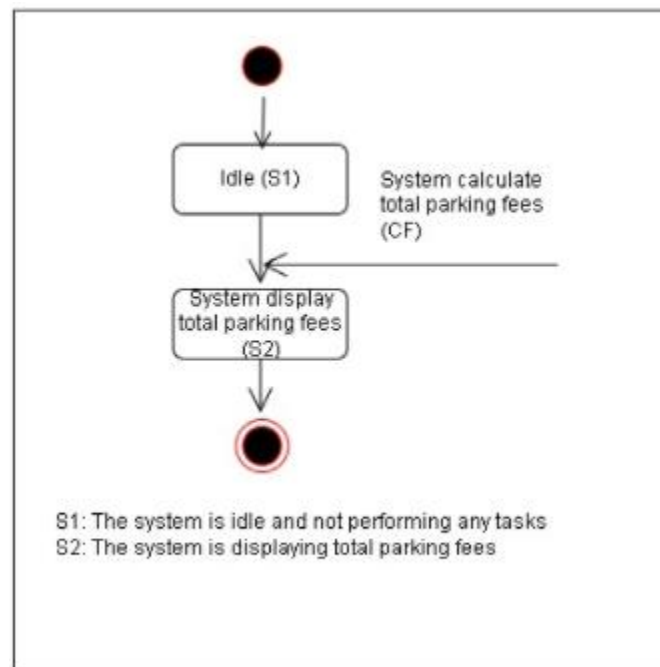 Idle (S1)
System calculate
total parking fees
(CF)
System display
total parking fees
(S2)
S1: The system is idle and not performing any tasks
S2: The system is displaying total parking fees